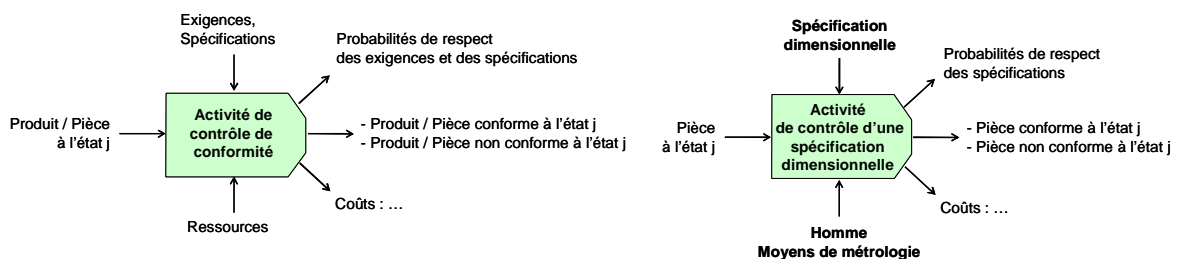 Exigences,
Spécifications
Probabilités de respect
des exigences et des spécifications
Produit / Pièce
à l'état j
Activité de
contrôle de
conformité
- Produit / Pièce conforme à l'état j
- Produit / Pièce non conforme à l'état j
Coûts : …
Ressources
Spécification
dimensionnelle
Probabilités de respect
des spécifications
Pièce
à l'état j
Activité
de contrôle d'une
spécification
dimensionnelle
- Pièce conforme à l'état j
- Pièce non conforme à l'état j
Coûts : …
Homme
Moyens de métrologie